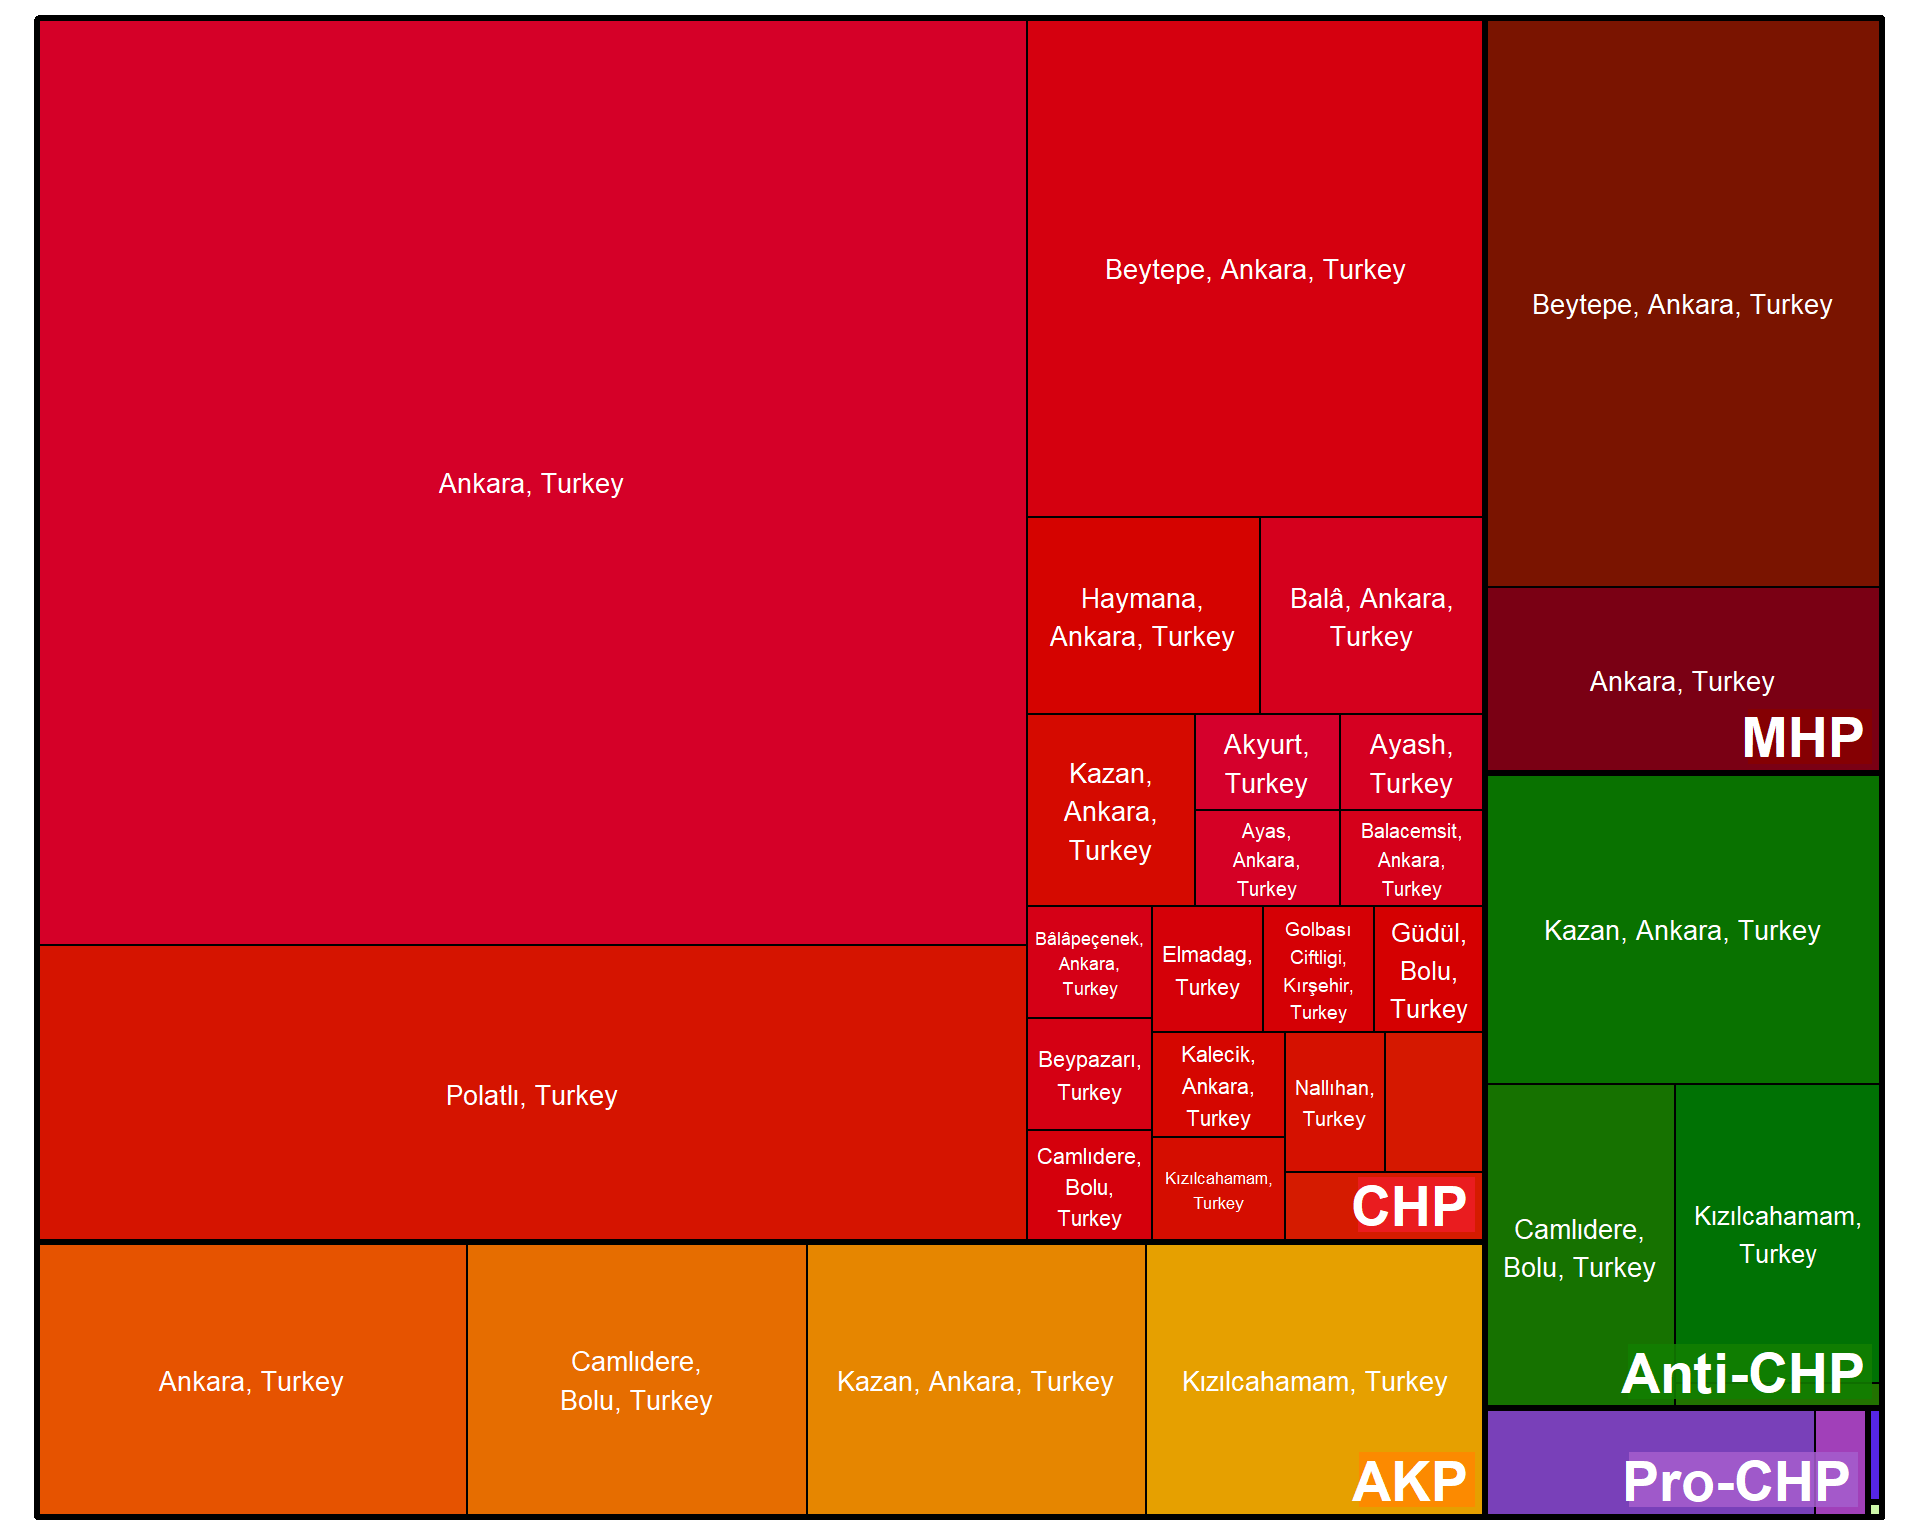 Ankara, Turkey
Polatlı, Turkey
Beytepe, Ankara, Turkey
Haymana,
Ankara, Turkey
Balâ, Ankara,
Turkey
Kazan,
Ankara,
Turkey
Akyurt,
Turkey
Ayash,
Turkey
Ayas,
Ankara,
Turkey
Balacemsit,
Ankara,
Turkey
Bâlâpeçenek,
Ankara,
Turkey
Beypazarı,
Turkey
Camlıdere,
Bolu,
Turkey
Elmadag,
Turkey
Golbası
Ciftligi,
Kırşehir,
Turkey
Güdül,
Bolu,
Turkey
Kalecik,
Ankara,
Turkey
Kızılcahamam,
Turkey
Nallıhan,
Turkey
CHP
Ankara, Turkey
Camlıdere,
Bolu, Turkey
Kazan, Ankara, Turkey
Kızılcahamam, Turkey
AKP
Beytepe, Ankara, Turkey
Ankara, Turkey
MHP
Kazan, Ankara, Turkey
Camlıdere,
Bolu, Turkey
Kızılcahamam,
Turkey
Anti-CHP
Pro-CHP